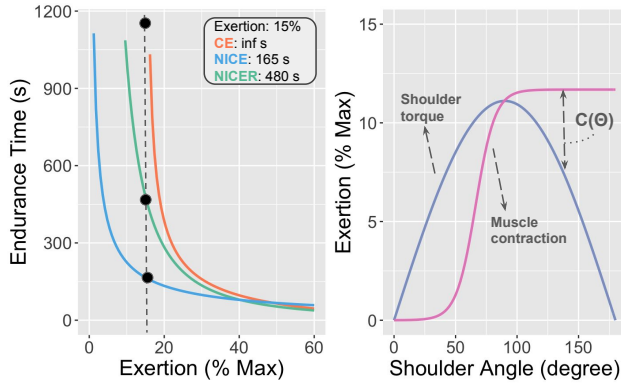 1200
900
600
300
0
Endurance Time (s)
0
20
40
60
Exertion (% Max)
Exertion: 15%
CE: inf s
NICE: 165 s
NICER: 480 s
15
10
5
0
Exertion (% Max)
0
50
100
150
Shoulder Angle (degree)
Shoulder
torque
Muscle
contraction
C(Θ)